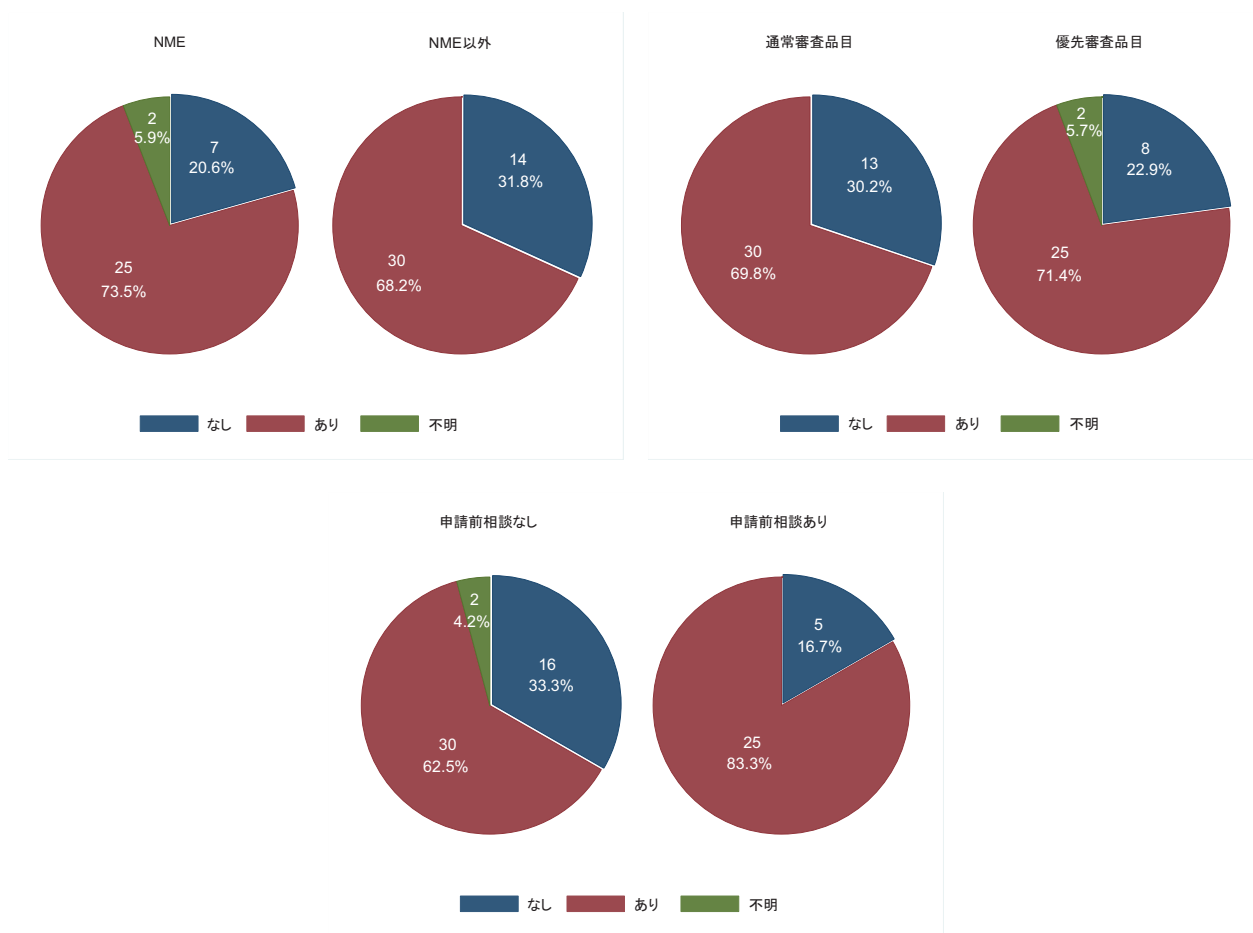 NME
NME以外
2
5.9%
7
20.6%
25
73.5%
14
31.8%
30
68.2%
なし
あり
不明
通常審査品目
優先審査品目
13
30.2%
30
69.8%
2
5.7%
8
22.9%
25
71.4%
なし
あり
不明
申請前相談なし
申請前相談あり
2
4.2%
16
33.3%
30
62.5%
5
16.7%
25
83.3%
なし
あり
不明